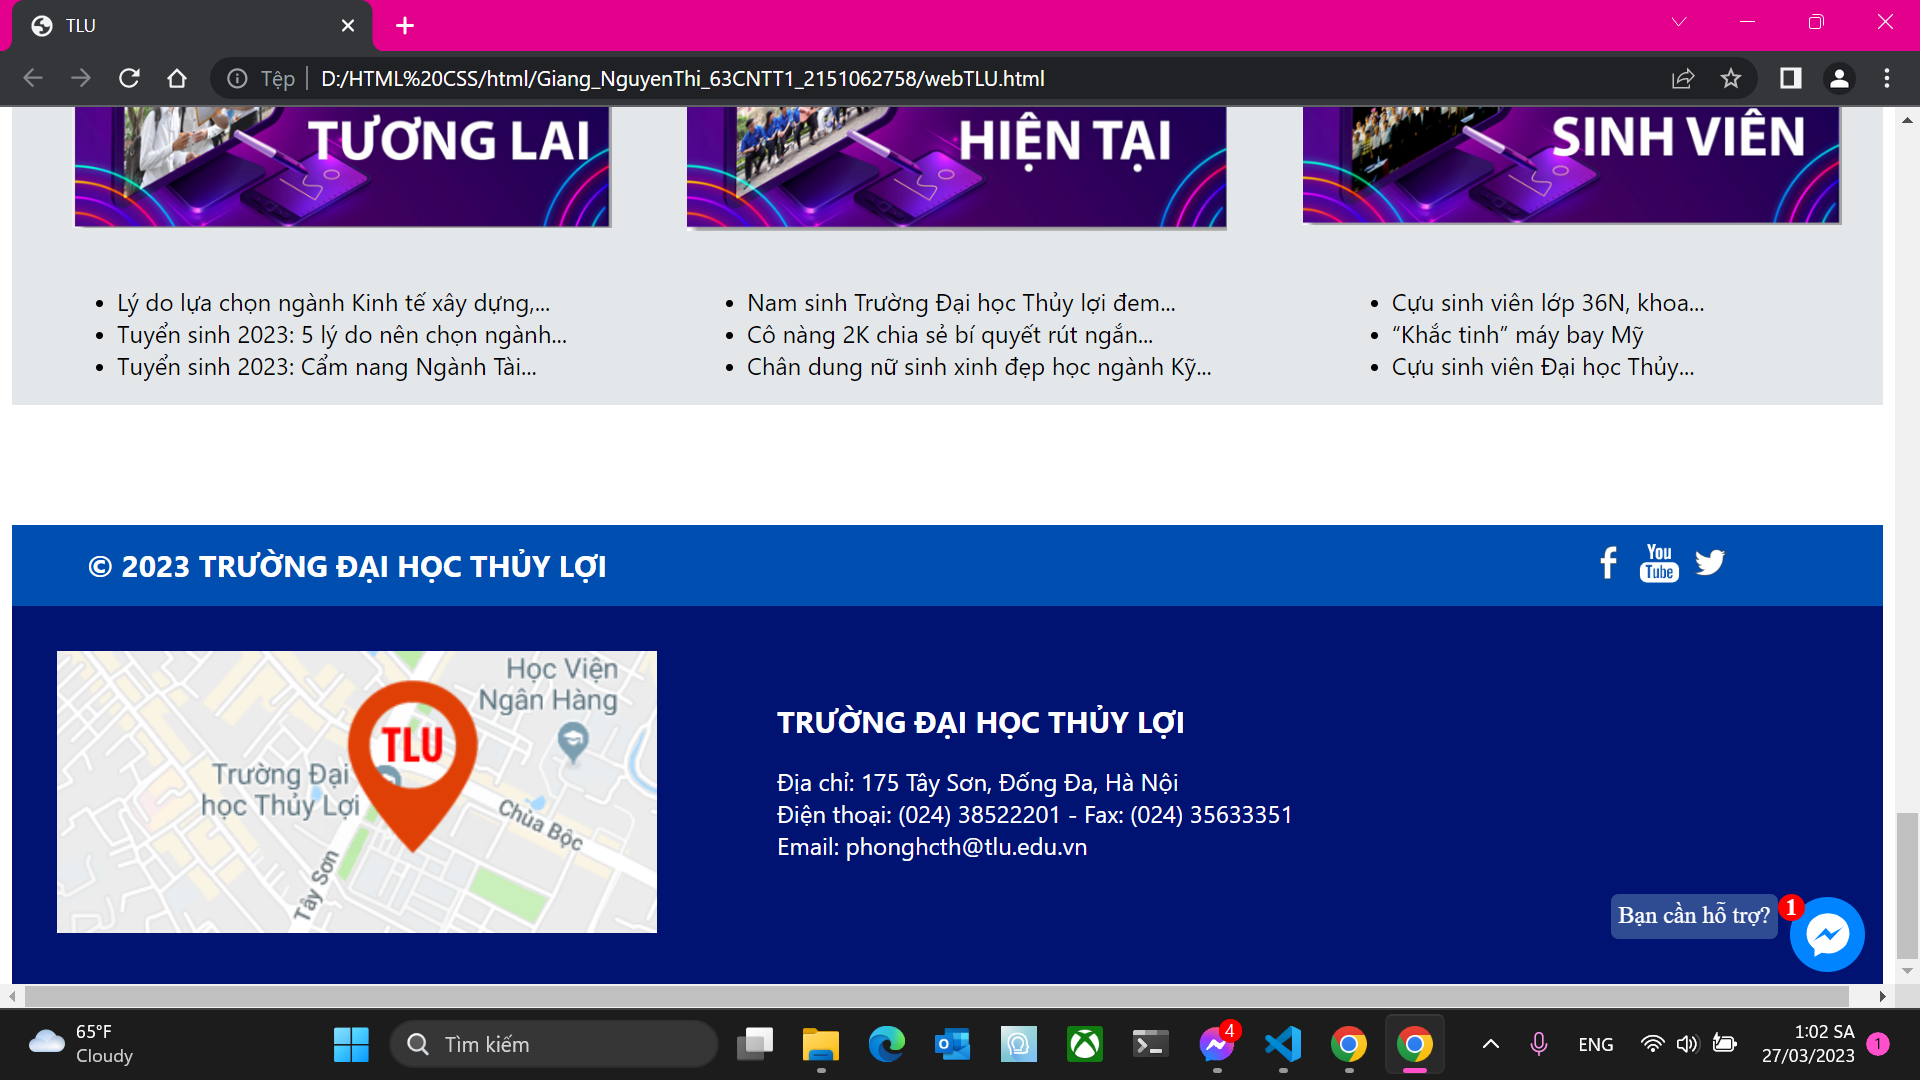 TLU
Tệp
D:/HTML%20CSS/html/Giang_NguyenThi_63CNTT1_2151062758/webTLU.html
TƯƠNG LAI
HIỆN TẠI
SINH VIÊN
Lý do lựa chọn ngành Kinh tế xây dựng,...
Tuyển sinh 2023: 5 lý do nên chọn ngành...
Tuyển sinh 2023: Cẩm nang Ngành Tài...
Nam sinh Trường Đại học Thủy lợi đem...
Cô nàng 2K chia sẻ bí quyết rút ngắn...
Chân dung nữ sinh xinh đẹp học ngành Kỹ...
Cựu sinh viên lớp 36N, khoa...
“Khắc tinh” máy bay Mỹ
Cựu sinh viên Đại học Thủy...
© 2023 TRƯỜNG ĐẠI HỌC THỦY LỢI
You
Tube
Học Viện
Ngân Hàng
TLU
Trường Đại
học Thủy Lợi
Chùa Bộc
Tây Sơn
TRƯỜNG ĐẠI HỌC THỦY LỢI
Địa chỉ: 175 Tây Sơn, Đống Đa, Hà Nội
Điện thoại: (024) 38522201 - Fax: (024) 35633351
Email: phonghcth@tlu.edu.vn
Bạn cần hỗ trợ?
1
65°F
Cloudy
Tìm kiếm
4
ENG
1:02 SA
27/03/2023
1